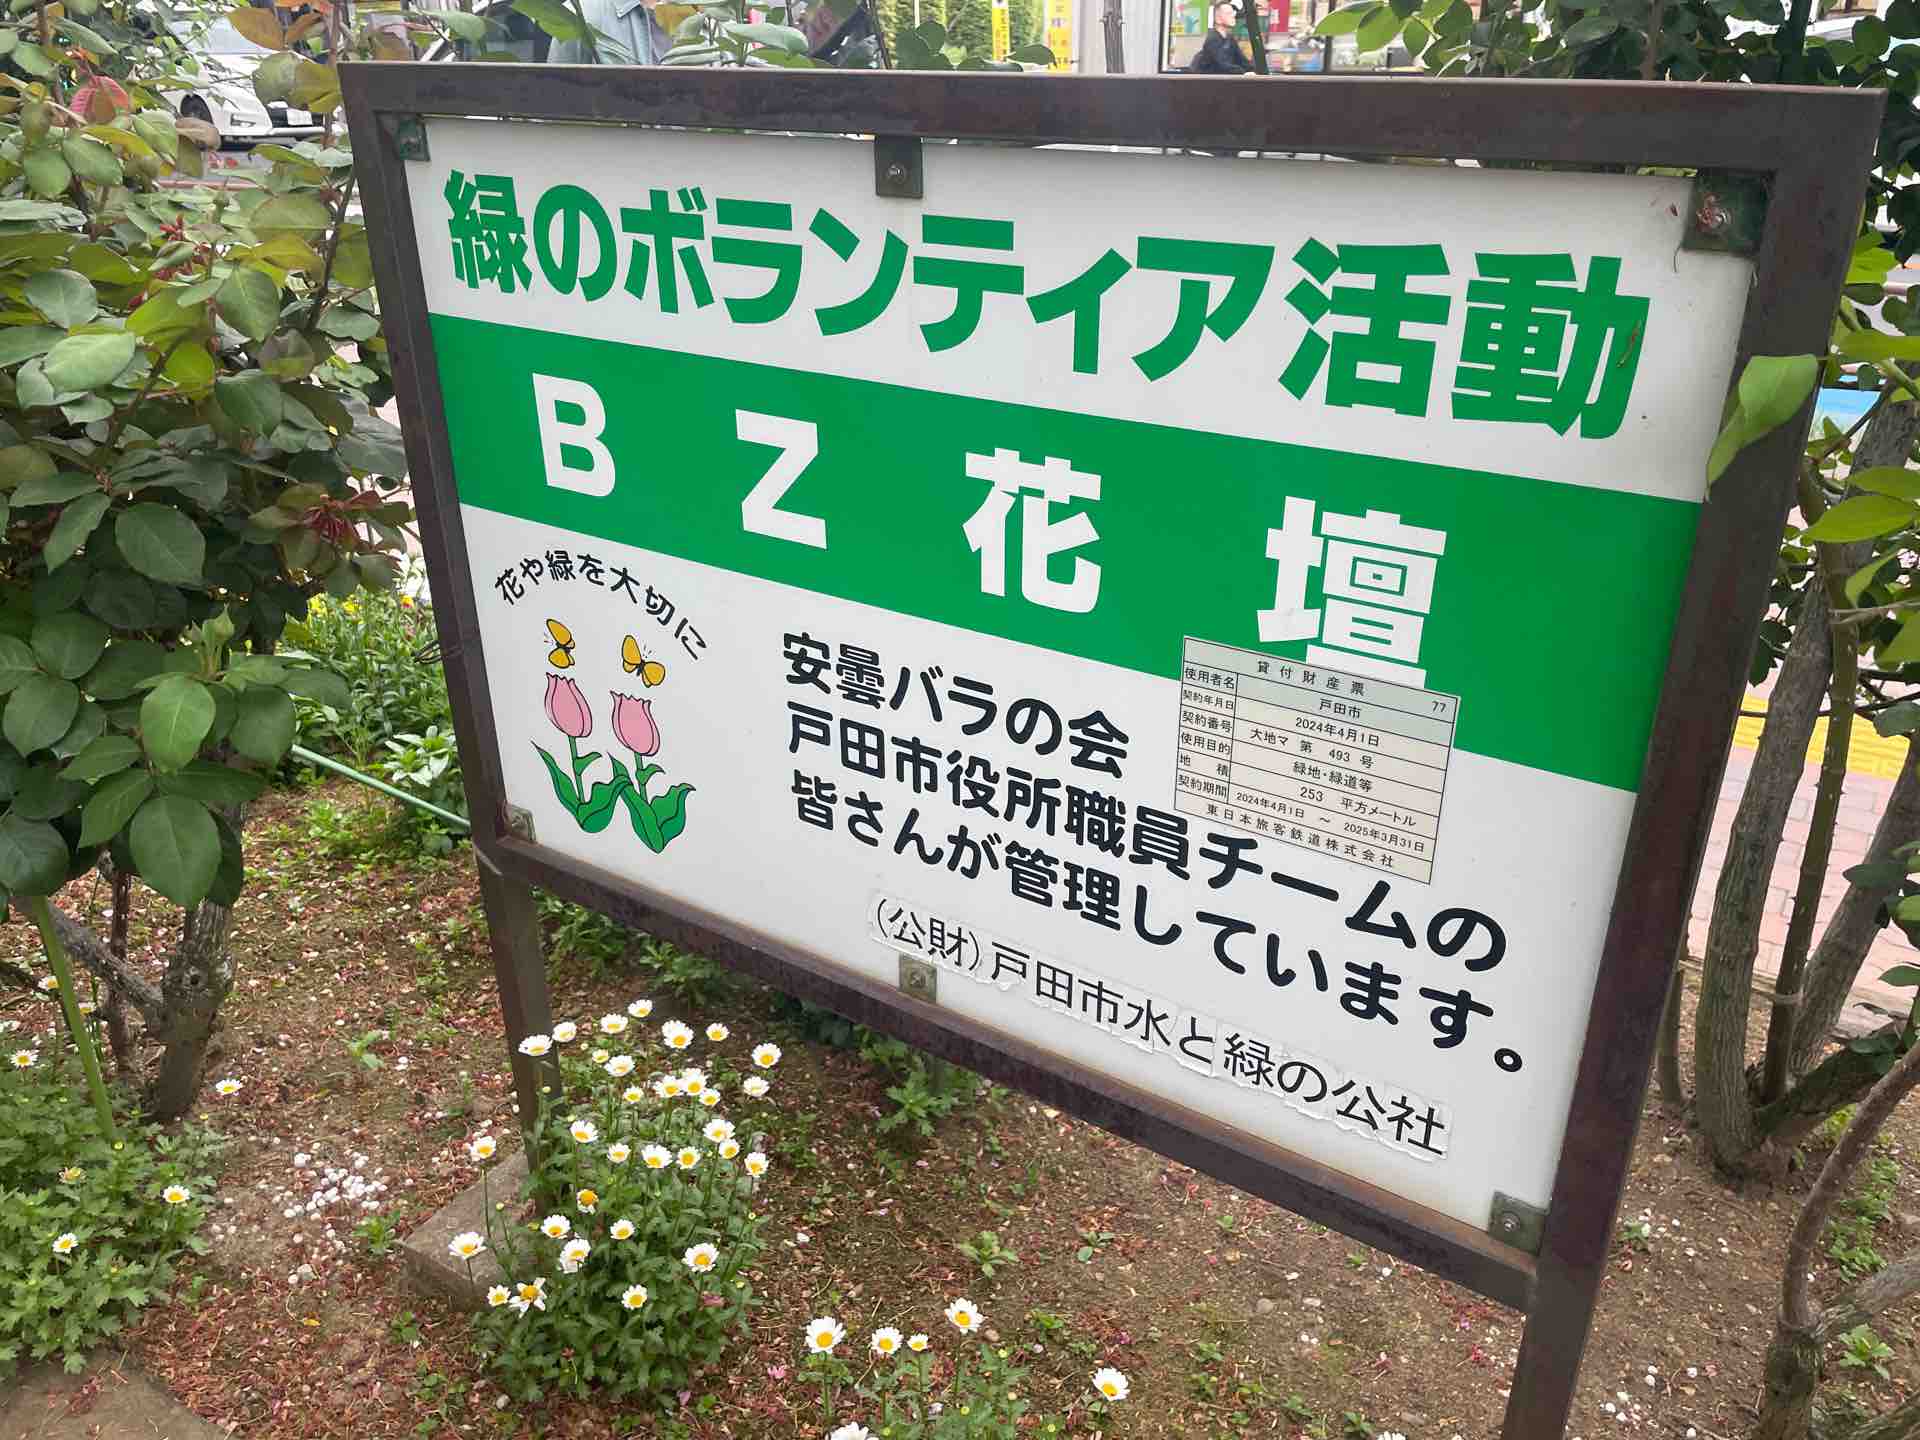 緑のボランティア活動
BZ花壇
花や緑を大切に
安曇バラの会
戸田市役所職員チームの
皆さんが管理しています。
(公財)戸田市水と緑の公社
貸付財産票 77
使用者名 戸田市
契約年月日 2024年4月1日
契約番号 大地マ 第 493 号
使用目的 緑地・緑道等
地積 253 平方メートル
契約期間 2024年4月1日 ~ 2025年3月31日
東日本旅客鉄道株式会社